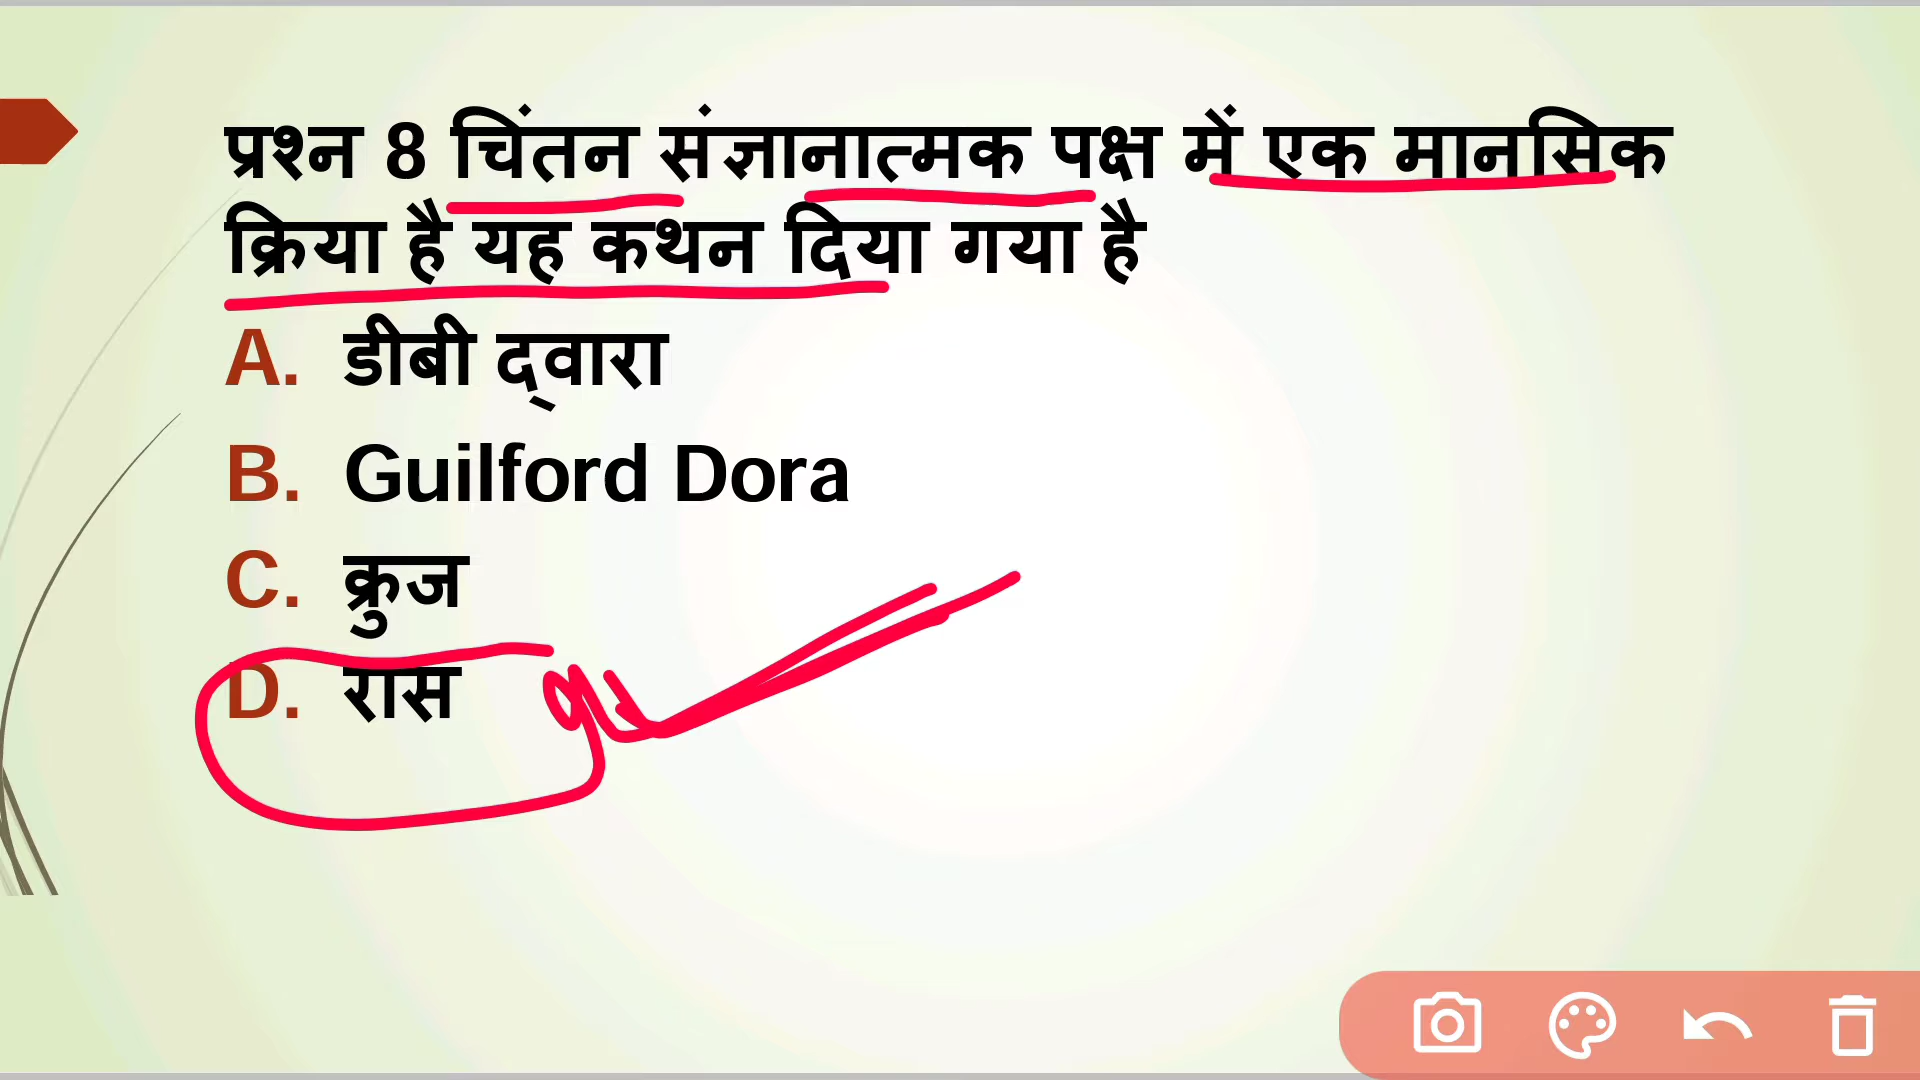 प्रश्न 8 चिंतन संज्ञानात्मक पक्ष में एक मानसिक
क्रिया है यह कथन दिया गया है
A. डीबी द्वारा
B. Guilford Dora
C. क्रुज
D. रास